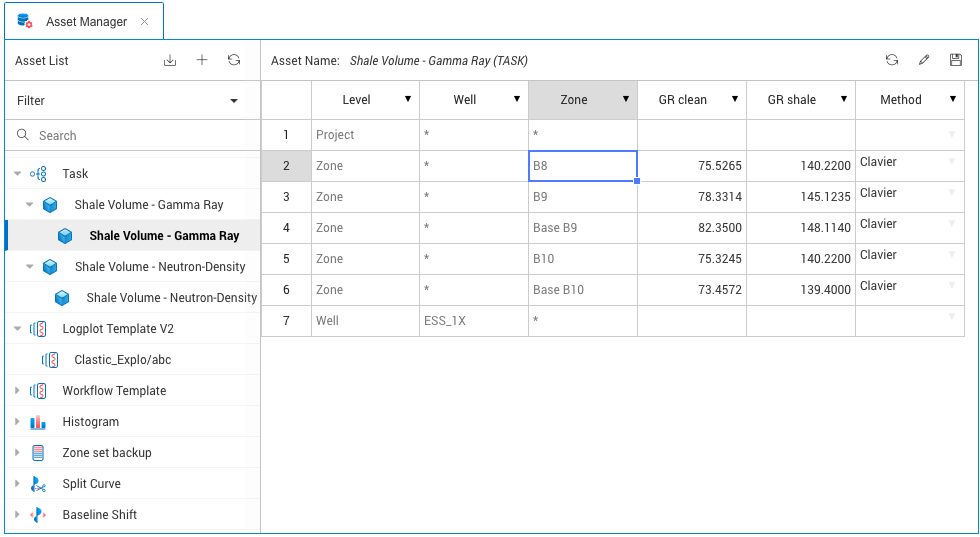 Asset Manager
Asset List
Asset Name: Shale Volume - Gamma Ray (TASK)
Filter
Search
Task
Shale Volume - Gamma Ray
Shale Volume - Gamma Ray
Shale Volume - Neutron-Density
Shale Volume - Neutron-Density
Logplot Template V2
Clastic_Explo/abc
Workflow Template
Histogram
Zone set backup
Split Curve
Baseline Shift
Level Well Zone GR clean GR shale Method
1 Project * *
2 Zone * B8 75.5265 140.2200 Clavier
3 Zone * B9 78.3314 145.1235 Clavier
4 Zone * Base B9 82.3500 148.1140 Clavier
5 Zone * B10 75.3245 140.2200 Clavier
6 Zone * Base B10 73.4572 139.4000 Clavier
7 Well ESS_1X *